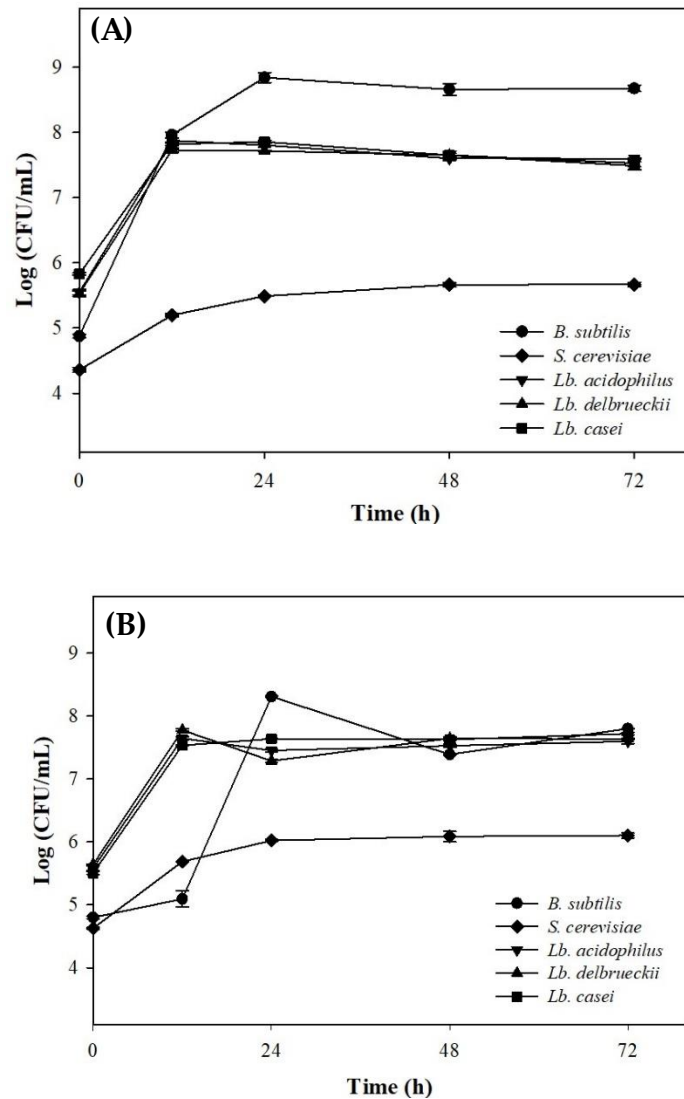 (A)
9
8
7
6
5
4
Log (CFU/mL)
B. subtilis
S. cerevisiae
Lb. acidophilus
Lb. delbrueckii
Lb. casei
0 24 48 72
Time (h)
(B)
9
8
7
6
5
4
Log (CFU/mL)
B. subtilis
S. cerevisiae
Lb. acidophilus
Lb. delbrueckii
Lb. casei
0 24 48 72
Time (h)